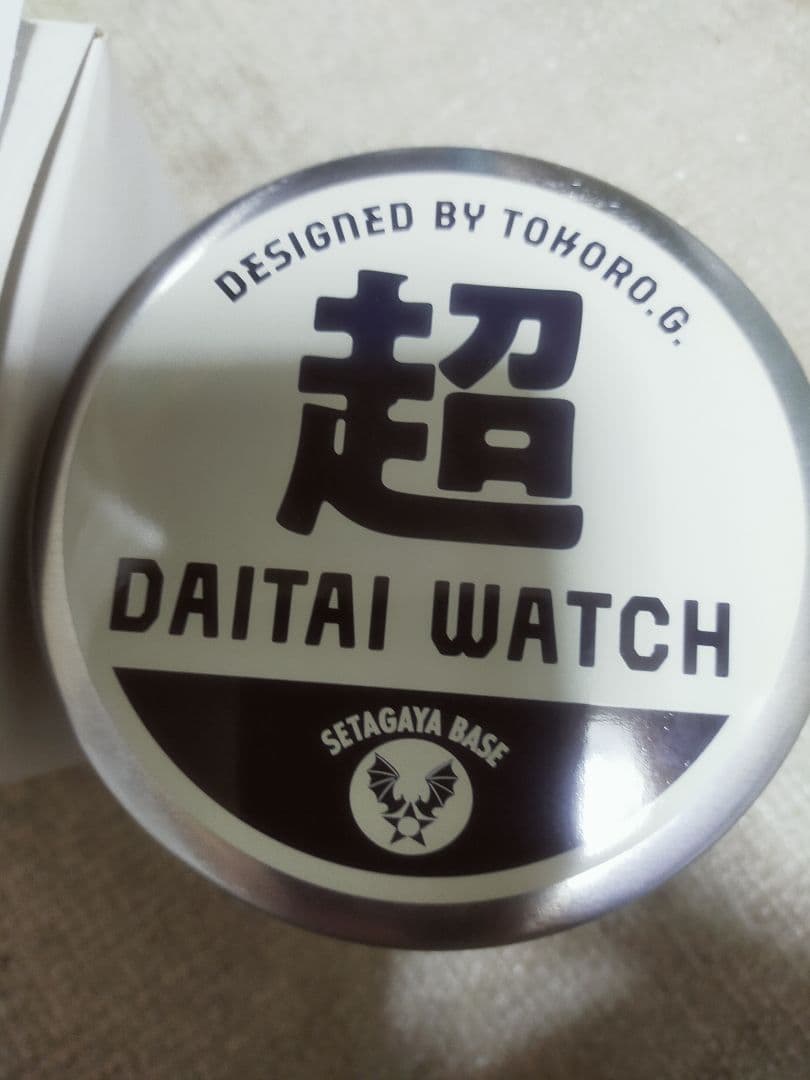 DESIGNED BY TOKORO.G.
超
DAITAI WATCH
SETAGAYA BASE